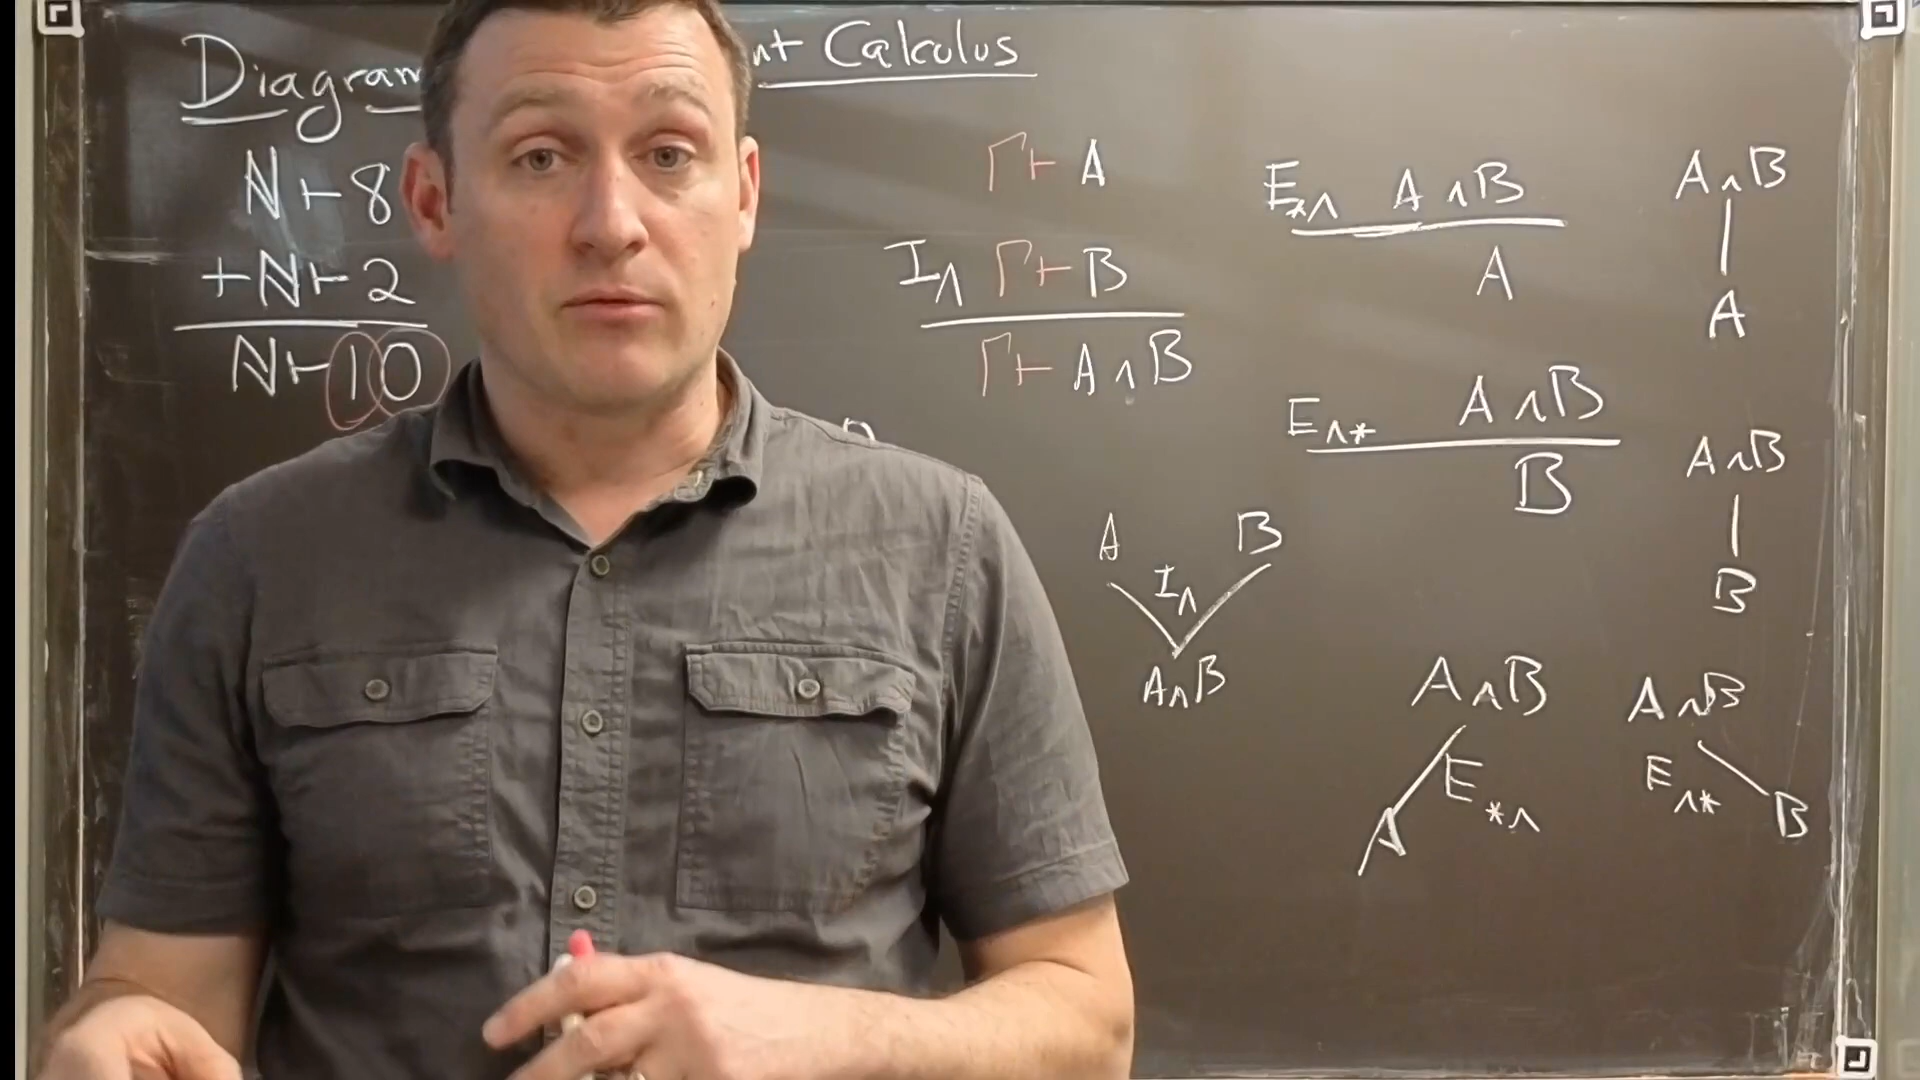 Diagram nt Calculus
ℕ⊢8
+ℕ⊢2
ℕ⊢10
Γ⊢ A
I∧ Γ⊢ B
Γ⊢ A∧B
E*∧ A∧B
A
E∧* A∧B
B
A∧B
A
A∧B
B
A B
I∧
A∧B
A∧B
E*∧
A
A∧B
E∧*
B